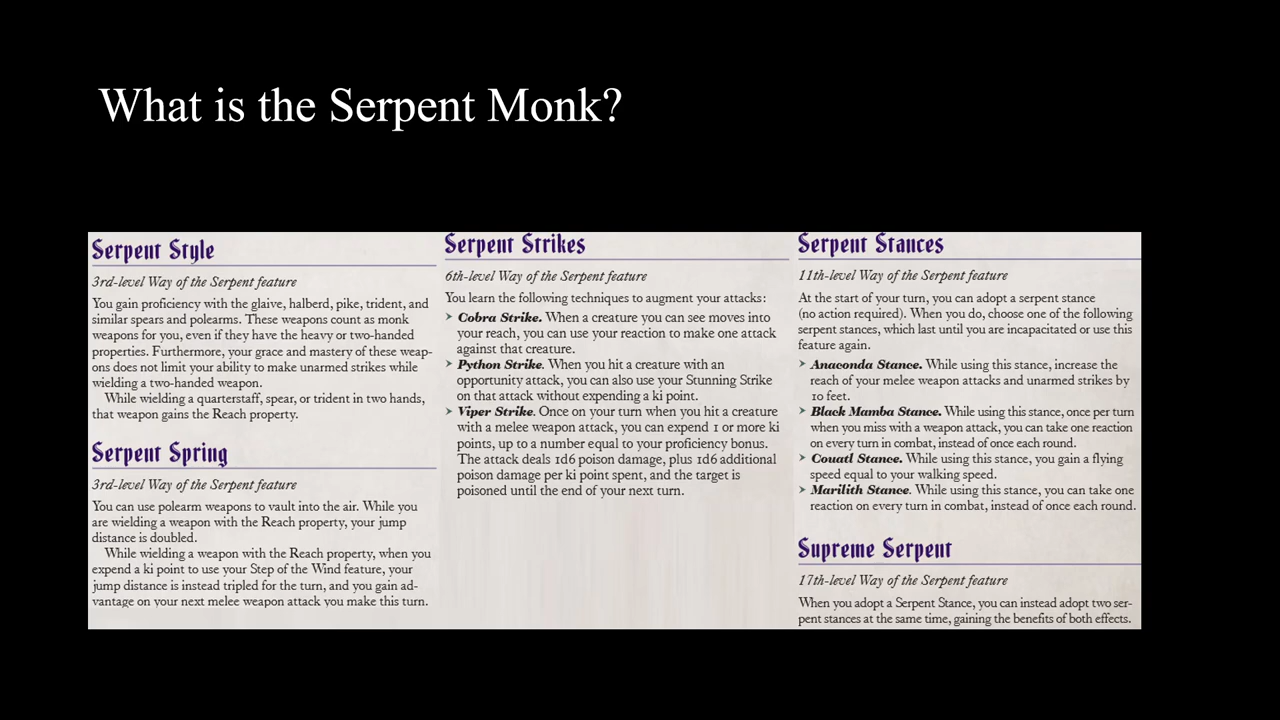 What is the Serpent Monk?
Serpent Style
3rd-level Way of the Serpent feature
You gain proficiency with the glaive, halberd, pike, trident, and
similar spears and polearms. These weapons count as monk
weapons for you, even if they have the heavy or two-handed
properties. Furthermore, your grace and mastery of these weap-
ons does not limit your ability to make unarmed strikes while
wielding a two-handed weapon.
While wielding a quarterstaff, spear, or trident in two hands,
that weapon gains the Reach property.
Serpent Spring
3rd-level Way of the Serpent feature
You can use polearm weapons to vault into the air. While you
are wielding a weapon with the Reach property, your jump
distance is doubled.
While wielding a weapon with the Reach property, when you
expend a ki point to use your Step of the Wind feature, your
jump distance is instead tripled for the turn, and you gain ad-
vantage on your next melee weapon attack you make this turn.
Serpent Strikes
6th-level Way of the Serpent feature
You learn the following techniques to augment your attacks:
Cobra Strike. When a creature you can see moves into
your reach, you can use your reaction to make one attack
against that creature.
Python Strike. When you hit a creature with an
opportunity attack, you can also use your Stunning Strike
on that attack without expending a ki point.
Viper Strike. Once on your turn when you hit a creature
with a melee weapon attack, you can expend 1 or more ki
points, up to a number equal to your proficiency bonus.
The attack deals 1d6 poison damage, plus 1d6 additional
poison damage per ki point spent, and the target is
poisoned until the end of your next turn.
Serpent Stances
11th-level Way of the Serpent feature
At the start of your turn, you can adopt a serpent stance
(no action required). When you do, choose one of the following
serpent stances, which last until you are incapacitated or use this
feature again.
Anaconda Stance. While using this stance, increase the
reach of your melee weapon attacks and unarmed strikes by
10 feet.
Black Mamba Stance. While using this stance, once per turn
when you miss with a weapon attack, you can take one reaction
on every turn in combat, instead of once each round.
Couatl Stance. While using this stance, you gain a flying
speed equal to your walking speed.
Marilith Stance. While using this stance, you can take one
reaction on every turn in combat, instead of once each round.
Supreme Serpent
17th-level Way of the Serpent feature
When you adopt a Serpent Stance, you can instead adopt two ser-
pent stances at the same time, gaining the benefits of both effects.